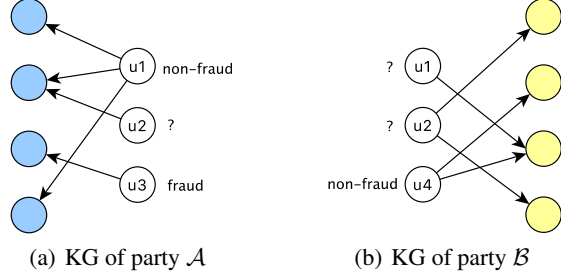 u1 non-fraud
u2 ?
u3 fraud
(a) KG of party A
? u1
? u2
non-fraud u4
(b) KG of party B